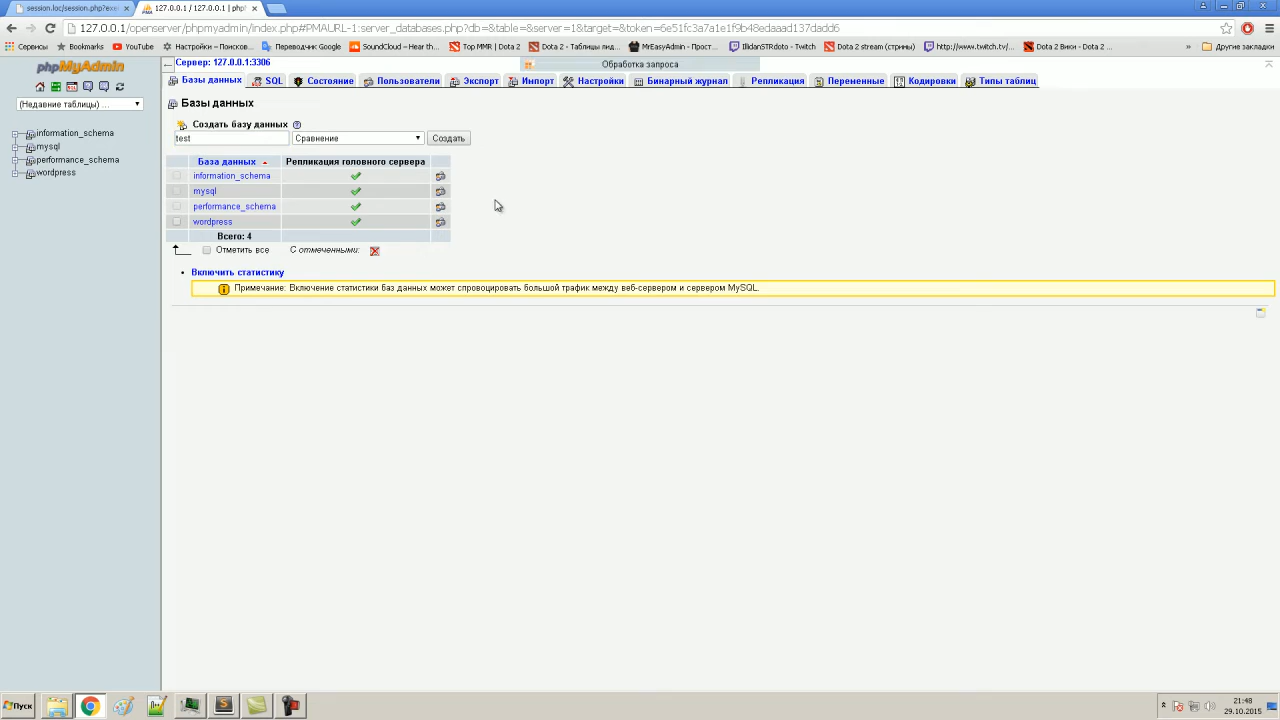 session.loc/session.php?exe
127.0.0.1 / 127.0.0.1 | php
127.0.0.1/openserver/phpmyadmin/index.php#PMAURL-1:server_databases.php?db=&table=&server=1&target=&token=6e51fc3a7a1e1f9b48edaaad137dadd6
Сервисы
Bookmarks
YouTube
Настройки – Поисков...
Переводчик Google
SoundCloud – Hear th...
Top MMR | Dota 2
Dota 2 - Таблицы лид...
MrEasyAdmin - Прост...
IllidanSTRdota - Twitch
Dota 2 stream (стримы)
http://www.twitch.tv/...
Dota 2 Вики - Dota 2 ...
»
Другие закладки
phpMyAdmin
(Недавние таблицы) ...
information_schema
mysql
performance_schema
wordpress
Сервер: 127.0.0.1:3306
Обработка запроса
Базы данных
SQL
Состояние
Пользователи
Экспорт
Импорт
Настройки
Бинарный журнал
Репликация
Переменные
Кодировки
Типы таблиц
Базы данных
Создать базу данных
test
Сравнение
Создать
База данных
Репликация головного сервера
information_schema
mysql
performance_schema
wordpress
Всего: 4
Отметить все
С отмеченными:
Включить статистику
Примечание: Включение статистики баз данных может спровоцировать большой трафик между веб-сервером и сервером MySQL.
Пуск
21:48
29.10.2015